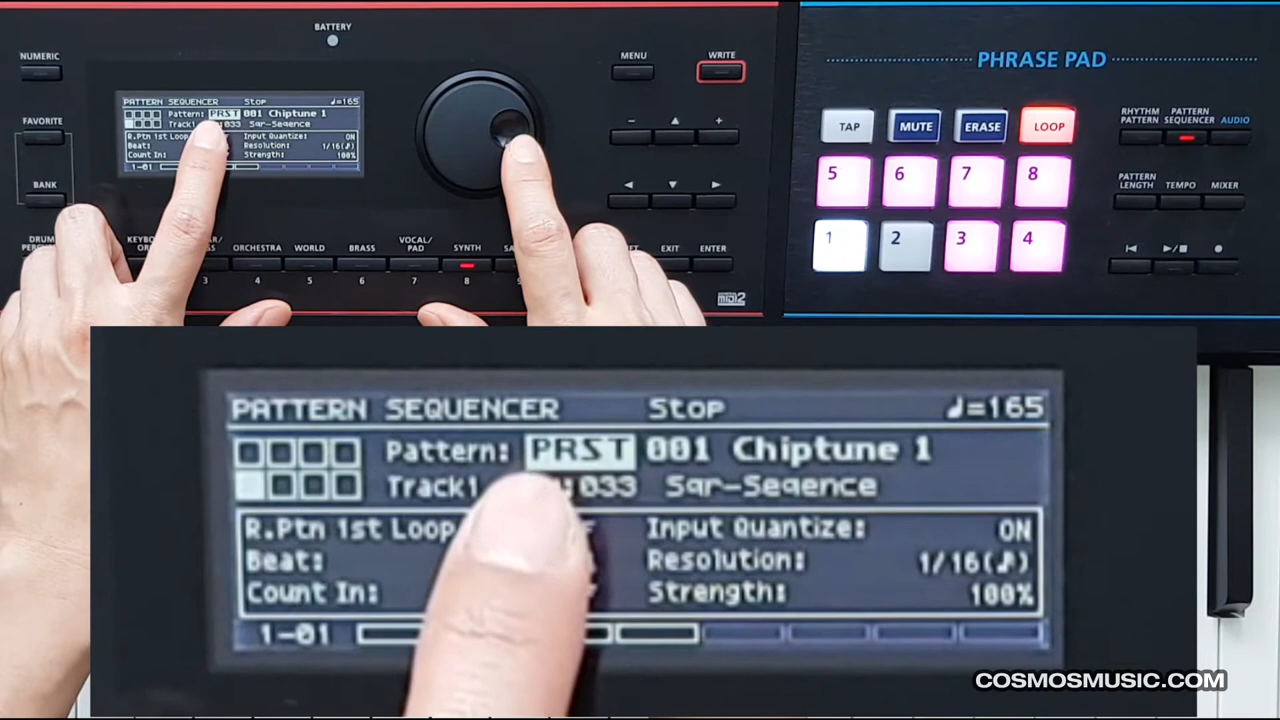 BATTERY
NUMERIC
MENU
WRITE
PHRASE PAD
PATTERN SEQUENCER Stop ♩=165
Pattern: PRST 001 Chiptune 1
Track1 :033 Sqr-Seqence
R.Ptn 1st Loop Input Quantize: ON
Beat: Resolution: 1/16(♪)
Count In: Strength: 100%
1-01
FAVORITE
BANK
TAP
MUTE
ERASE
LOOP
RHYTHM
PATTERN
PATTERN
SEQUENCER
AUDIO
5
6
7
8
PATTERN
LENGTH
TEMPO
MIXER
1
2
3
4
ORCHESTRA
WORLD
BRASS
VOCAL/
PAD
SYNTH
EXIT
ENTER
3
4
5
6
7
8
midi2
PATTERN SEQUENCER Stop ♩=165
Pattern: PRST 001 Chiptune 1
Track1 :033 Sqr-Seqence
R.Ptn 1st Loop Input Quantize: ON
Beat: Resolution: 1/16(♪)
Count In: Strength: 100%
1-01
COSMOSMUSIC.COM